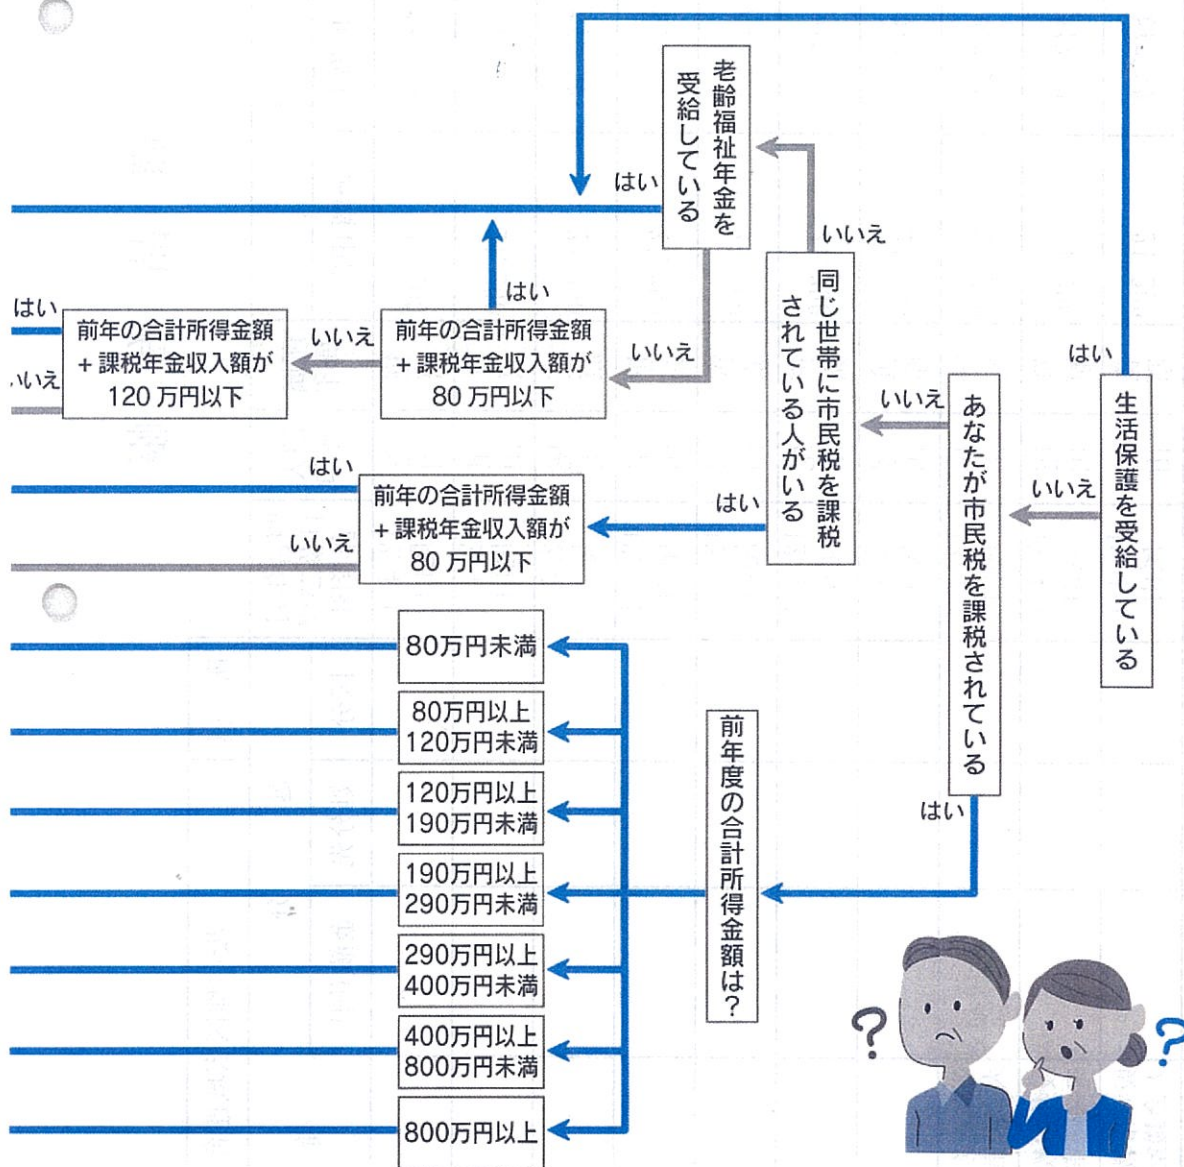 生活保護を受給している
はい
いいえ
あなたが市民税を課税されている
いいえ
はい
同じ世帯に市民税を課税
されている人がいる
いいえ
はい
老齢福祉年金を
受給している
はい
いいえ
前年の合計所得金額
+課税年金収入額が
80万円以下
はい
いいえ
前年の合計所得金額
+課税年金収入額が
120万円以下
はい
いいえ
前年の合計所得金額
+課税年金収入額が
80万円以下
はい
いいえ
前年度の合計所得金額は?
80万円未満
80万円以上
120万円未満
120万円以上
190万円未満
190万円以上
290万円未満
290万円以上
400万円未満
400万円以上
800万円未満
800万円以上
?
?